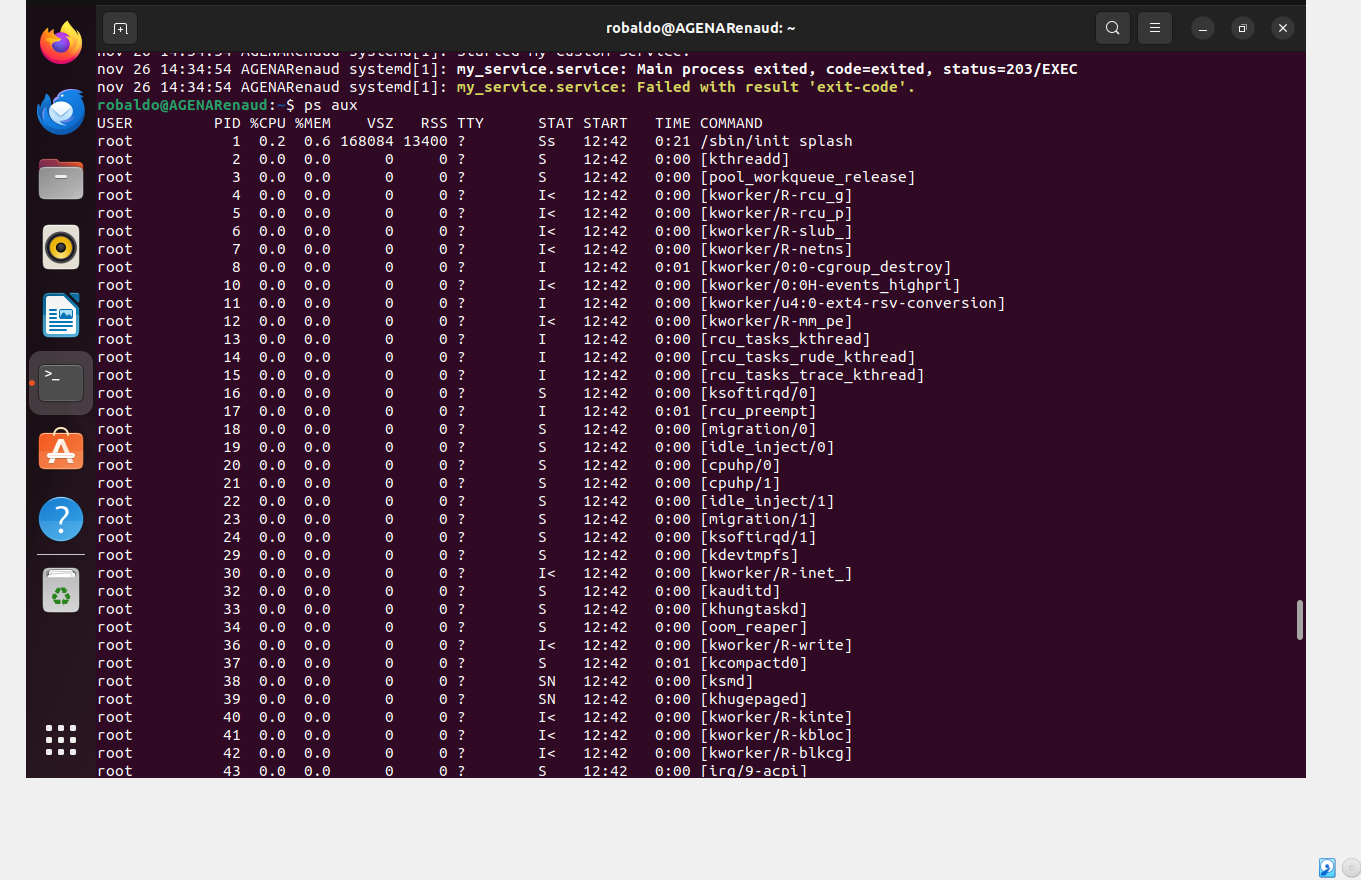 robaldo@AGENARenaud: ~
nov 26 14:34:54 AGENARenaud systemd[1]: Started My Custom Service.
nov 26 14:34:54 AGENARenaud systemd[1]: my_service.service: Main process exited, code=exited, status=203/EXEC
nov 26 14:34:54 AGENARenaud systemd[1]: my_service.service: Failed with result 'exit-code'.
robaldo@AGENARenaud:~$ ps aux
USER         PID %CPU %MEM    VSZ   RSS TTY      STAT START   TIME COMMAND
root           1  0.2  0.6 168084 13400 ?        Ss   12:42   0:21 /sbin/init splash
root           2  0.0  0.0      0     0 ?        S    12:42   0:00 [kthreadd]
root           3  0.0  0.0      0     0 ?        S    12:42   0:00 [pool_workqueue_release]
root           4  0.0  0.0      0     0 ?        I<   12:42   0:00 [kworker/R-rcu_g]
root           5  0.0  0.0      0     0 ?        I<   12:42   0:00 [kworker/R-rcu_p]
root           6  0.0  0.0      0     0 ?        I<   12:42   0:00 [kworker/R-slub_]
root           7  0.0  0.0      0     0 ?        I<   12:42   0:00 [kworker/R-netns]
root           8  0.0  0.0      0     0 ?        I    12:42   0:01 [kworker/0:0-cgroup_destroy]
root          10  0.0  0.0      0     0 ?        I<   12:42   0:00 [kworker/0:0H-events_highpri]
root          11  0.0  0.0      0     0 ?        I    12:42   0:00 [kworker/u4:0-ext4-rsv-conversion]
root          12  0.0  0.0      0     0 ?        I<   12:42   0:00 [kworker/R-mm_pe]
root          13  0.0  0.0      0     0 ?        I    12:42   0:00 [rcu_tasks_kthread]
root          14  0.0  0.0      0     0 ?        I    12:42   0:00 [rcu_tasks_rude_kthread]
root          15  0.0  0.0      0     0 ?        I    12:42   0:00 [rcu_tasks_trace_kthread]
root          16  0.0  0.0      0     0 ?        S    12:42   0:00 [ksoftirqd/0]
root          17  0.0  0.0      0     0 ?        I    12:42   0:01 [rcu_preempt]
root          18  0.0  0.0      0     0 ?        S    12:42   0:00 [migration/0]
root          19  0.0  0.0      0     0 ?        S    12:42   0:00 [idle_inject/0]
root          20  0.0  0.0      0     0 ?        S    12:42   0:00 [cpuhp/0]
root          21  0.0  0.0      0     0 ?        S    12:42   0:00 [cpuhp/1]
root          22  0.0  0.0      0     0 ?        S    12:42   0:00 [idle_inject/1]
root          23  0.0  0.0      0     0 ?        S    12:42   0:00 [migration/1]
root          24  0.0  0.0      0     0 ?        S    12:42   0:00 [ksoftirqd/1]
root          29  0.0  0.0      0     0 ?        S    12:42   0:00 [kdevtmpfs]
root          30  0.0  0.0      0     0 ?        I<   12:42   0:00 [kworker/R-inet_]
root          32  0.0  0.0      0     0 ?        S    12:42   0:00 [kauditd]
root          33  0.0  0.0      0     0 ?        S    12:42   0:00 [khungtaskd]
root          34  0.0  0.0      0     0 ?        S    12:42   0:00 [oom_reaper]
root          36  0.0  0.0      0     0 ?        I<   12:42   0:00 [kworker/R-write]
root          37  0.0  0.0      0     0 ?        S    12:42   0:01 [kcompactd0]
root          38  0.0  0.0      0     0 ?        SN   12:42   0:00 [ksmd]
root          39  0.0  0.0      0     0 ?        SN   12:42   0:00 [khugepaged]
root          40  0.0  0.0      0     0 ?        I<   12:42   0:00 [kworker/R-kinte]
root          41  0.0  0.0      0     0 ?        I<   12:42   0:00 [kworker/R-kbloc]
root          42  0.0  0.0      0     0 ?        I<   12:42   0:00 [kworker/R-blkcg]
root          43  0.0  0.0      0     0 ?        S    12:42   0:00 [irq/9-acpi]